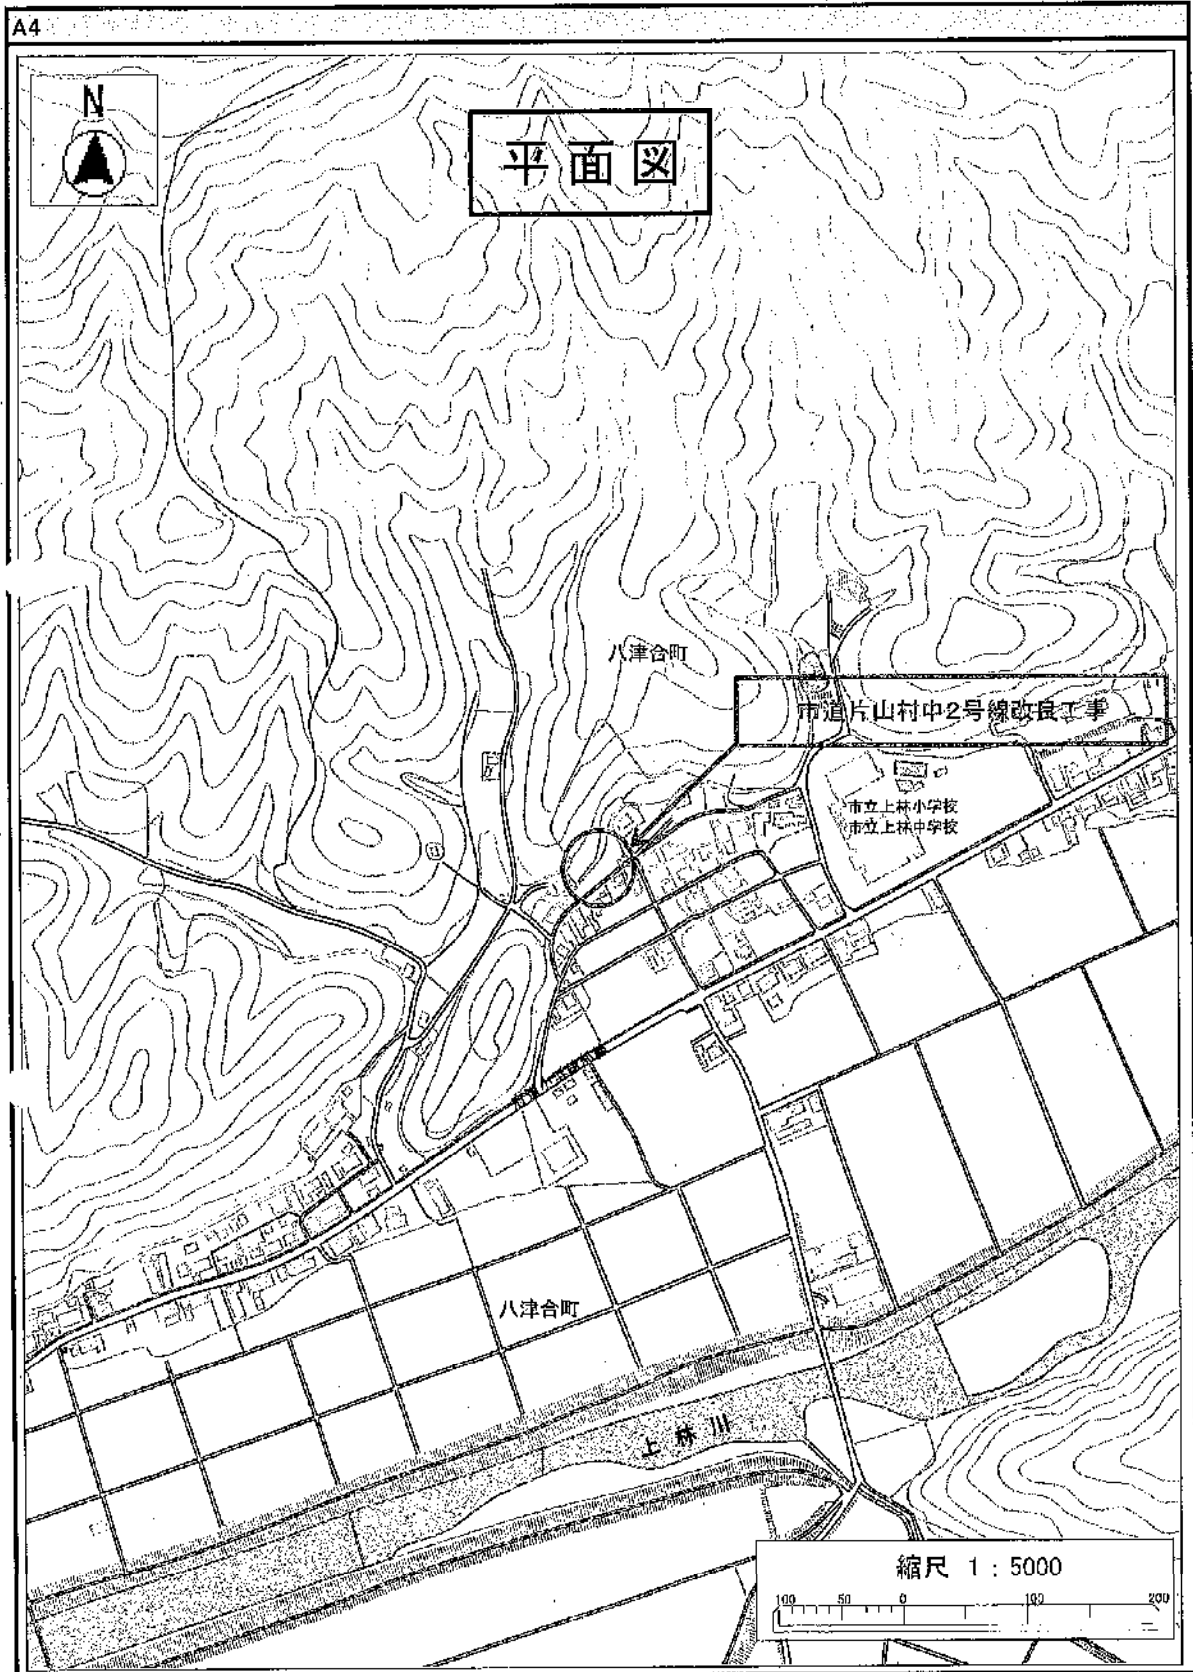 A4
N
平面図
八津合町
市道片山村中2号線改良工事
市立上林小学校
市立上林中学校
八津合町
上林川
縮尺 1:5000
100 50 0 100 200